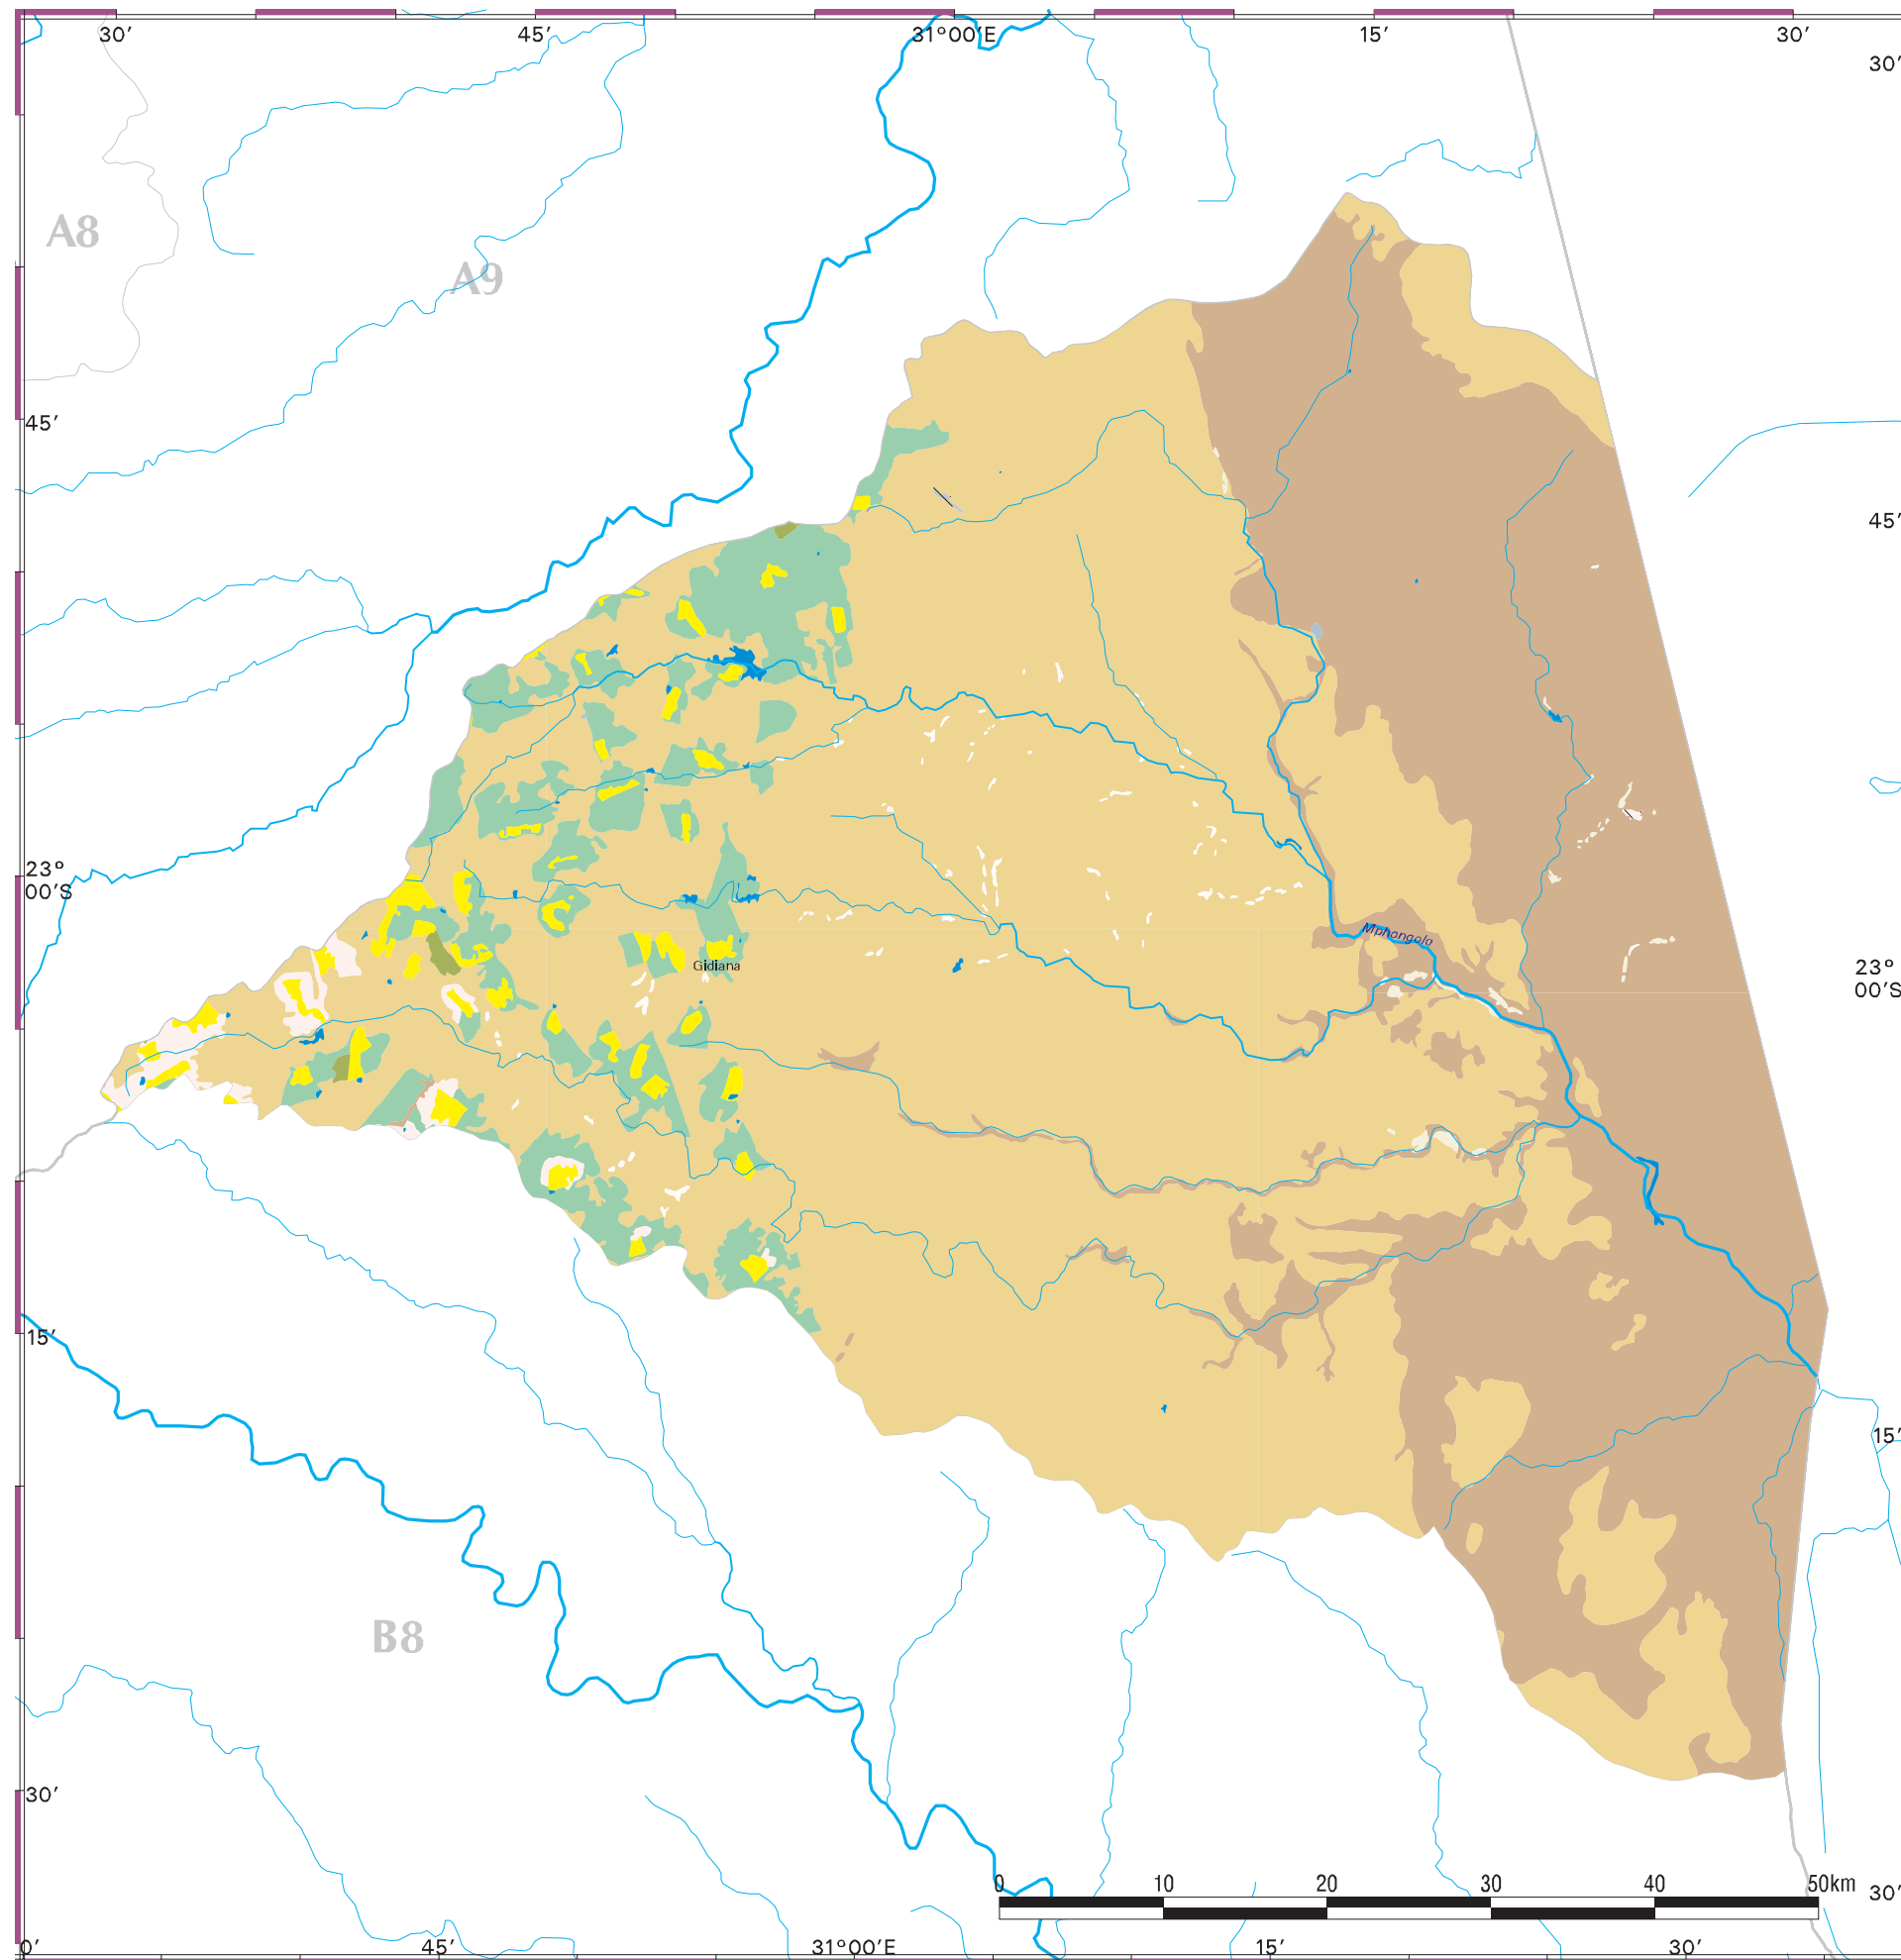 30′ 45′ 31°00′E 15′ 30′
30′
A8
A9
45′
45′
23°
00′S
Mphongolo
Gidiana
23°
00′S
15′
15′
B8
30′
0 10 20 30 40 50km
30′
0′ 45′ 31°00′E 15′ 30′